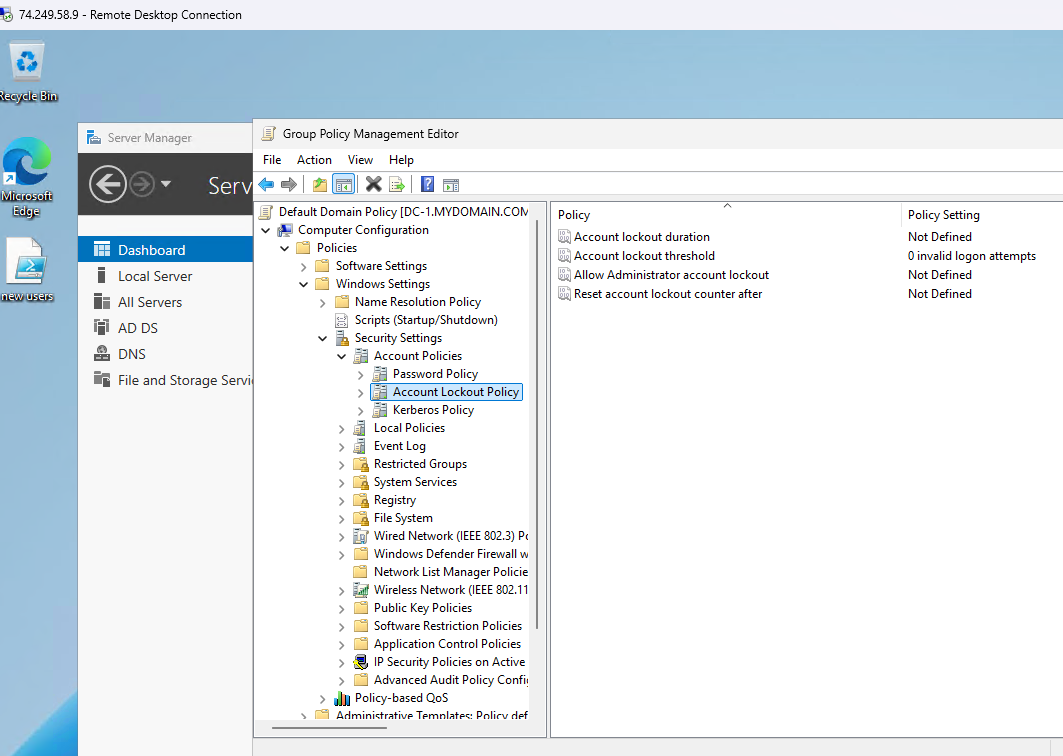 74.249.58.9 - Remote Desktop Connection
Recycle Bin
Microsoft
Edge
new users
Server Manager
Serv
Dashboard
Local Server
All Servers
AD DS
DNS
File and Storage Servi
Group Policy Management Editor
File Action View Help
Default Domain Policy [DC-1.MYDOMAIN.COM
Computer Configuration
Policies
Software Settings
Windows Settings
Name Resolution Policy
Scripts (Startup/Shutdown)
Security Settings
Account Policies
Password Policy
Account Lockout Policy
Kerberos Policy
Local Policies
Event Log
Restricted Groups
System Services
Registry
File System
Wired Network (IEEE 802.3) Po
Windows Defender Firewall w
Network List Manager Policie
Wireless Network (IEEE 802.11
Public Key Policies
Software Restriction Policies
Application Control Policies
IP Security Policies on Active
Advanced Audit Policy Config
Policy-based QoS
Administrative Templates: Policy def
Policy Policy Setting
Account lockout duration Not Defined
Account lockout threshold 0 invalid logon attempts
Allow Administrator account lockout Not Defined
Reset account lockout counter after Not Defined